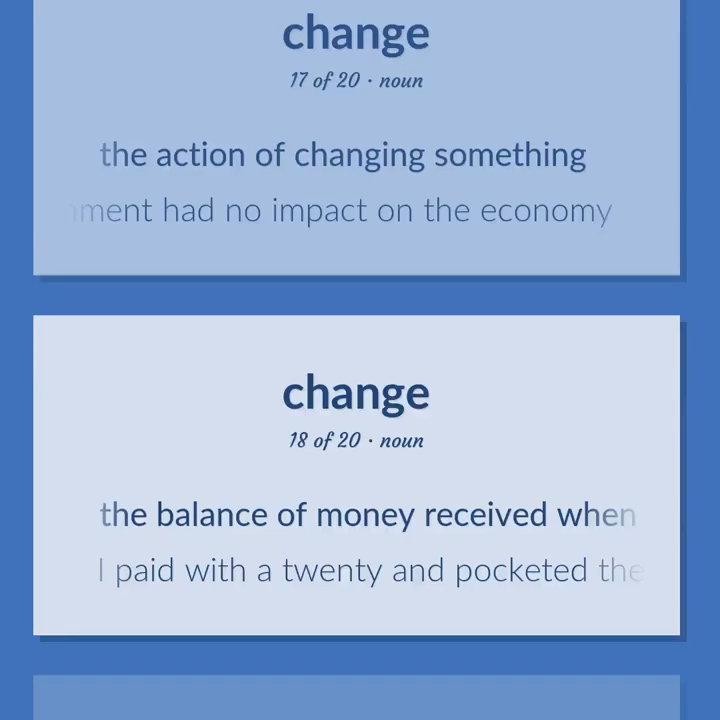 change
17 of 20 · noun
the action of changing something
had no impact on the economy
change
18 of 20 · noun
the balance of money received when
I paid with a twenty and pocketed the